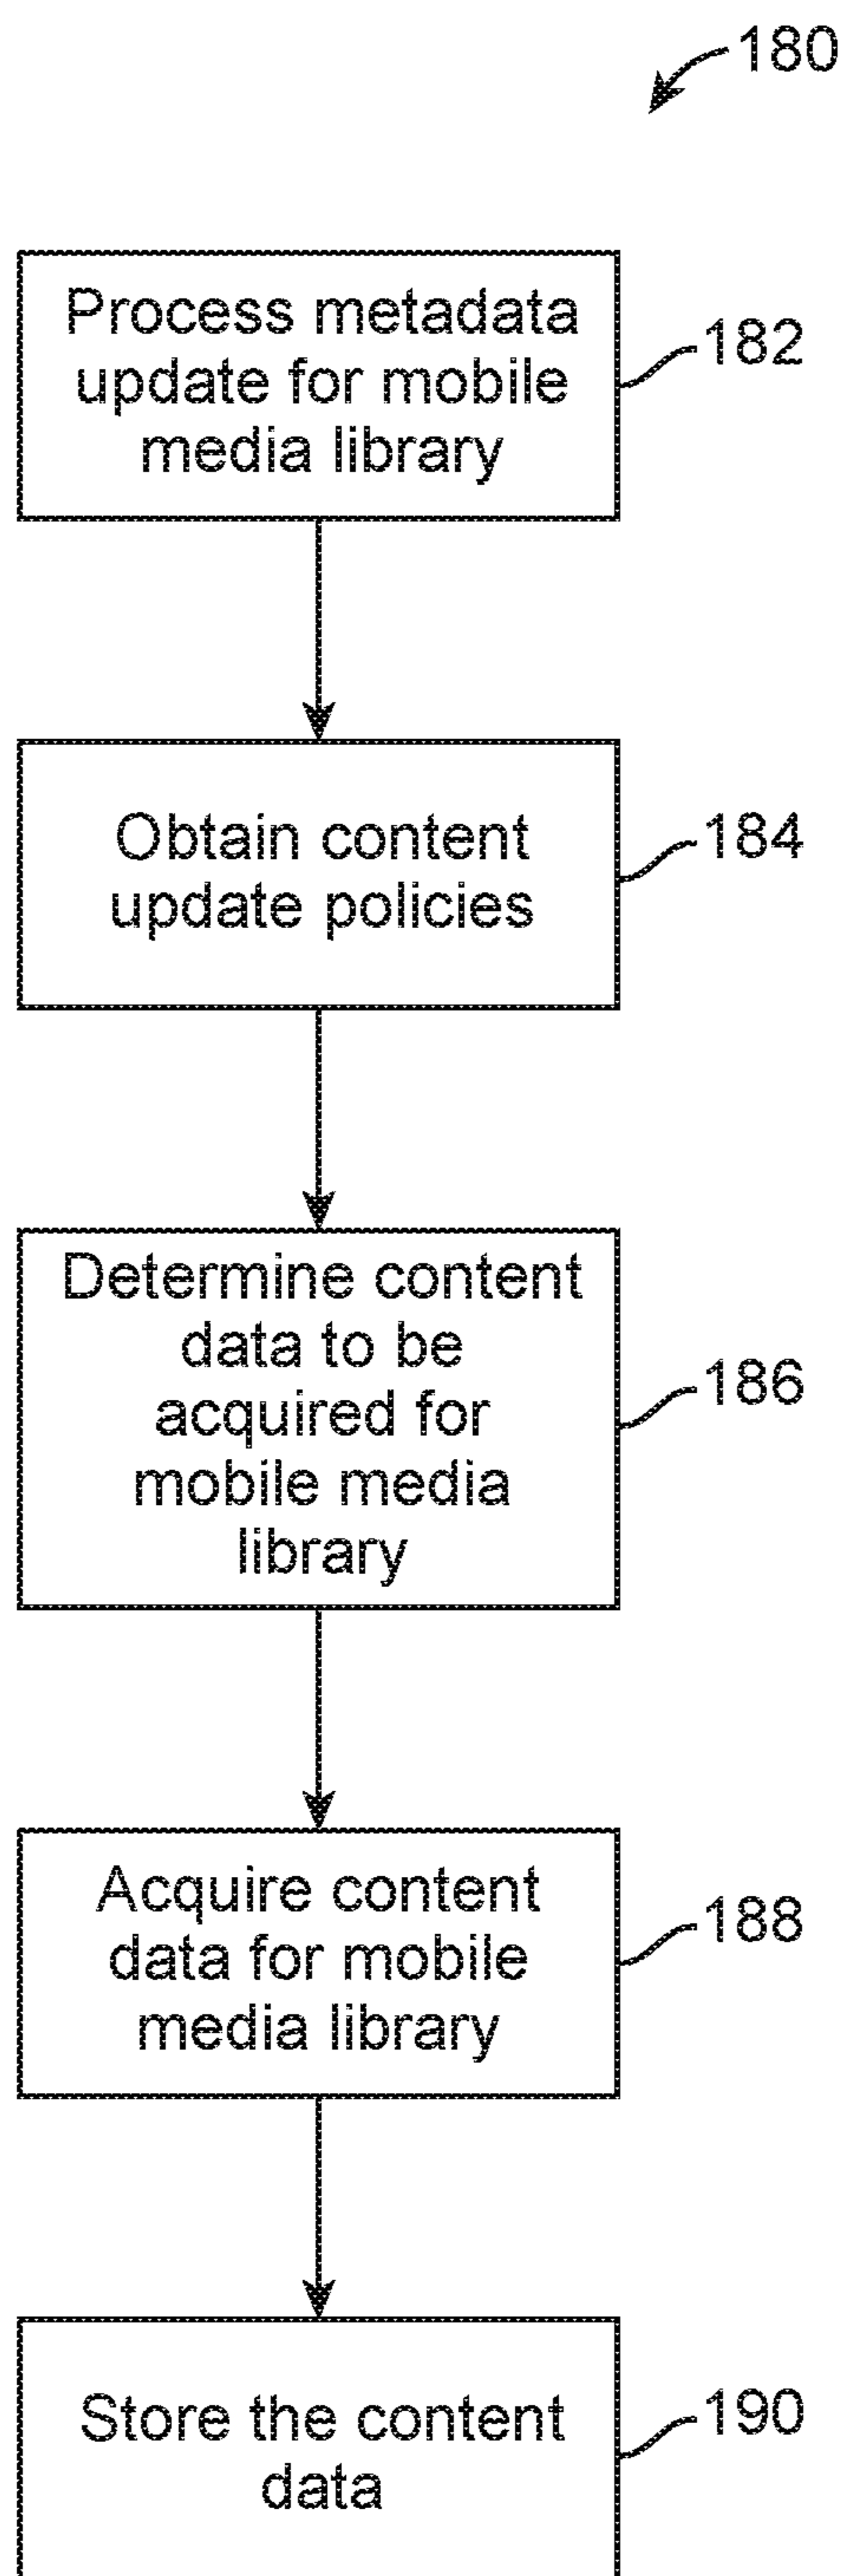 180
Process metadata
update for mobile
media library
182
Obtain content
update policies
184
Determine content
data to be
acquired for
mobile media
library
186
Acquire content
data for mobile
media library
188
Store the content
data
190